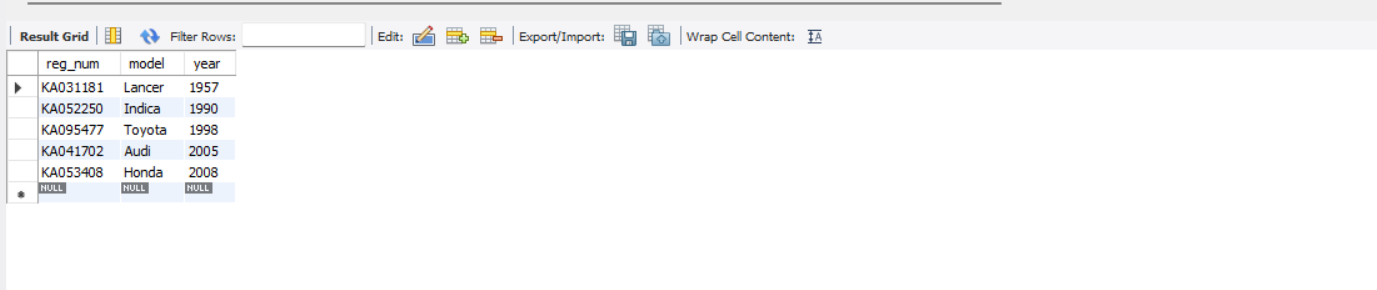 Result Grid Filter Rows: Edit: Export/Import: Wrap Cell Content: IA
reg_num model year
KA031181 Lancer 1957
KA052250 Indica 1990
KA095477 Toyota 1998
KA041702 Audi 2005
KA053408 Honda 2008
NULL NULL NULL